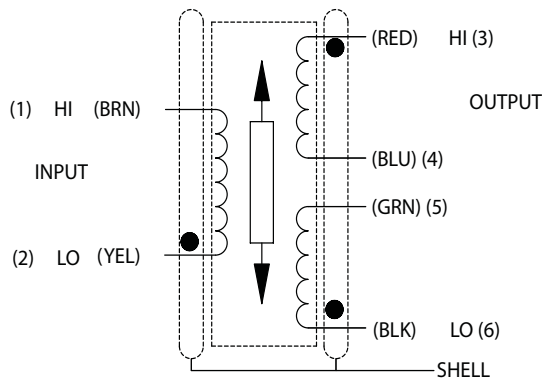 (RED) HI (3)
OUTPUT
(1) HI (BRN)
(BLU) (4)
INPUT
(GRN) (5)
(2) LO (YEL)
(BLK) LO (6)
SHELL